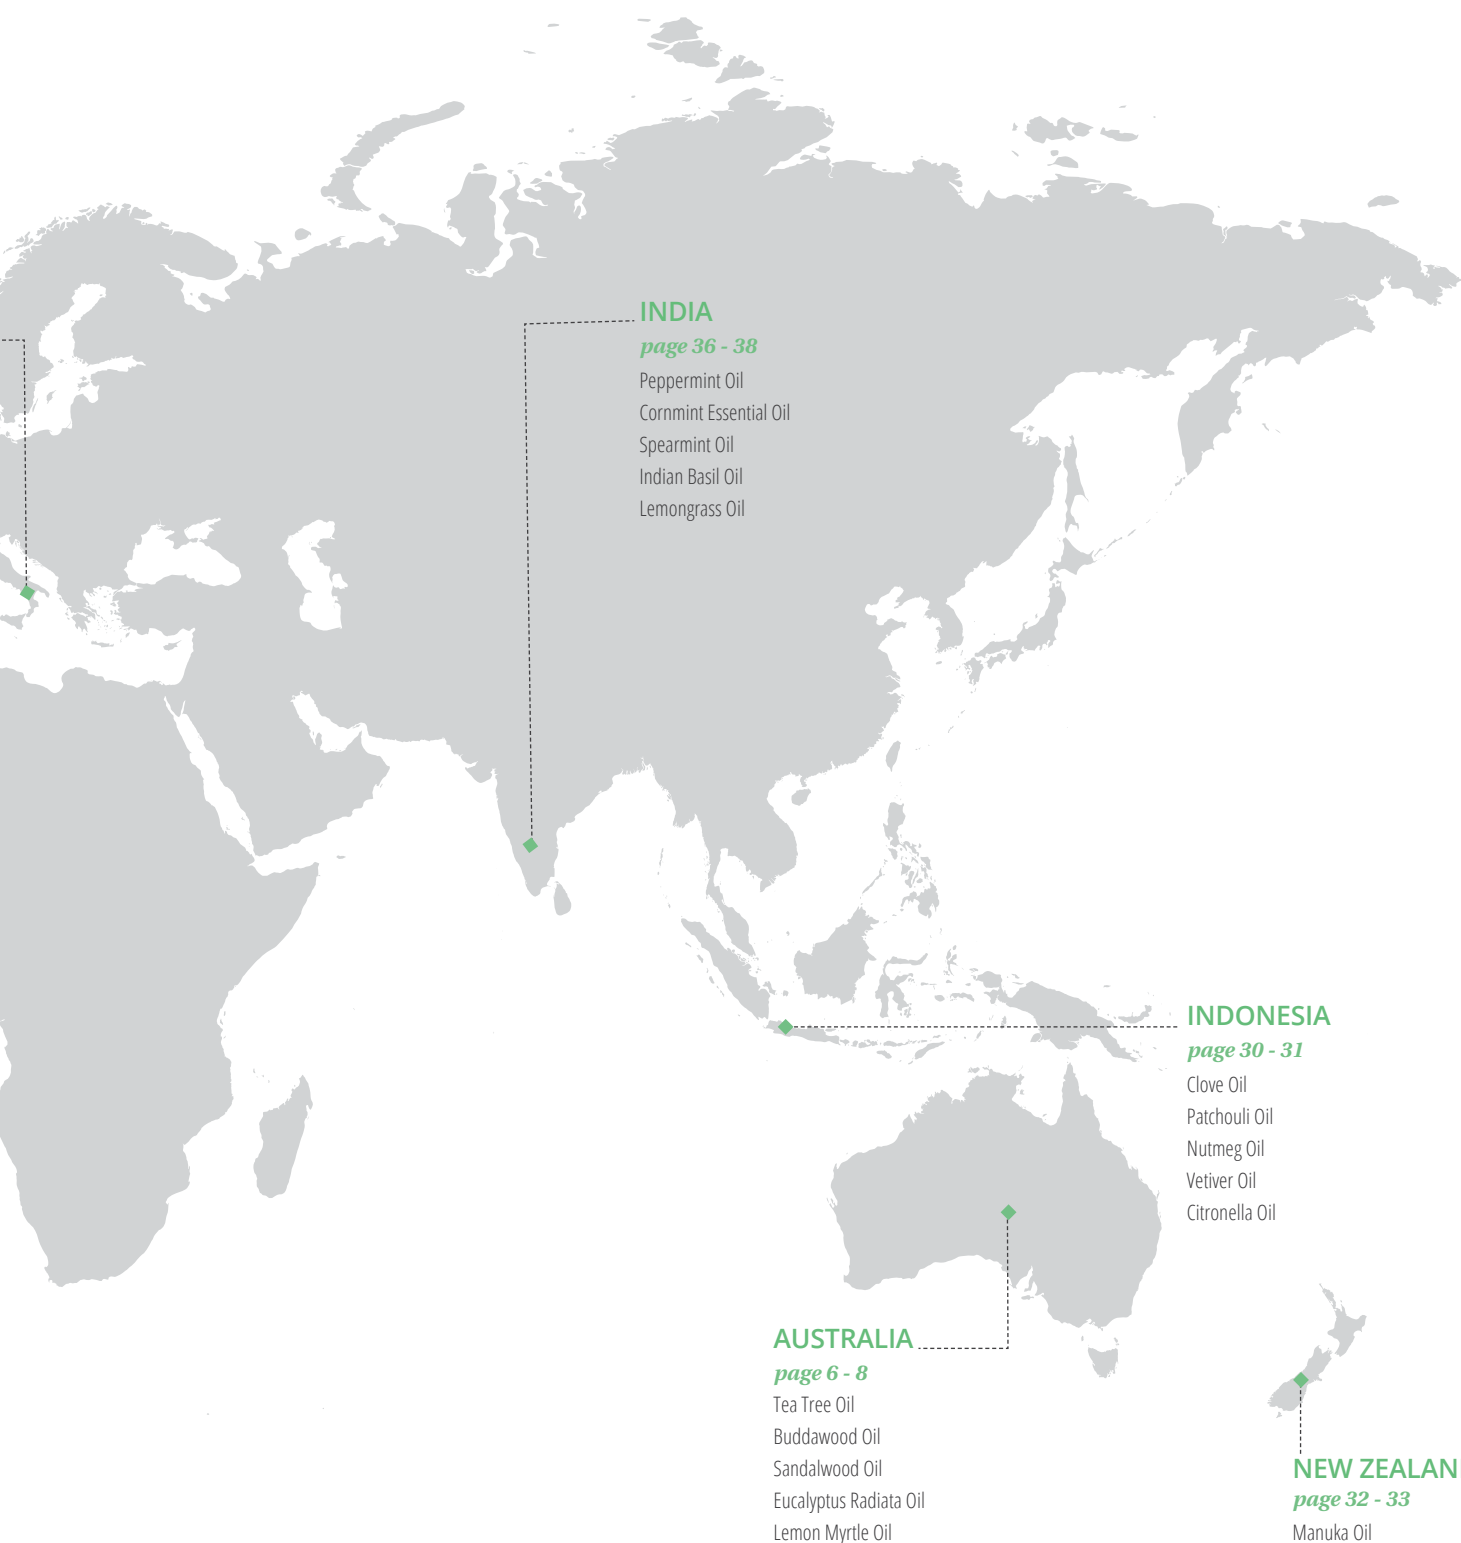 INDIA
page 36 - 38
Peppermint Oil
Cornmint Essential Oil
Spearmint Oil
Indian Basil Oil
Lemongrass Oil
INDONESIA
page 30 - 31
Clove Oil
Patchouli Oil
Nutmeg Oil
Vetiver Oil
Citronella Oil
AUSTRALIA
page 6 - 8
Tea Tree Oil
Buddawood Oil
Sandalwood Oil
Eucalyptus Radiata Oil
Lemon Myrtle Oil
NEW ZEALAN
page 32 - 33
Manuka Oil